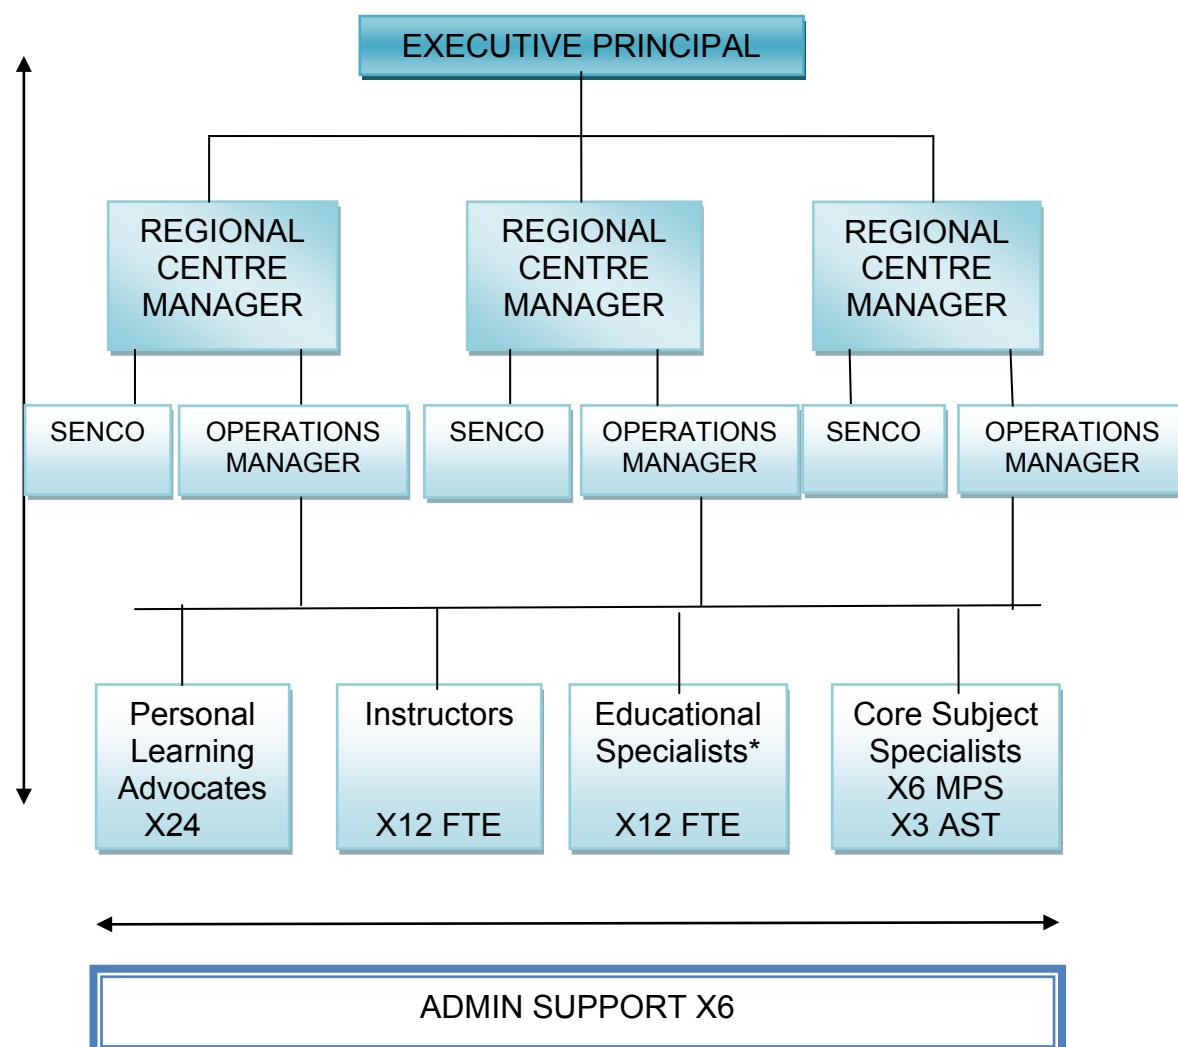 EXECUTIVE PRINCIPAL
REGIONAL
CENTRE
MANAGER
REGIONAL
CENTRE
MANAGER
REGIONAL
CENTRE
MANAGER
SENCO
OPERATIONS
MANAGER
SENCO
OPERATIONS
MANAGER
SENCO
OPERATIONS
MANAGER
Personal
Learning
Advocates
X24
Instructors
X12 FTE
Educational
Specialists*
X12 FTE
Core Subject
Specialists
X6 MPS
X3 AST
ADMIN SUPPORT X6